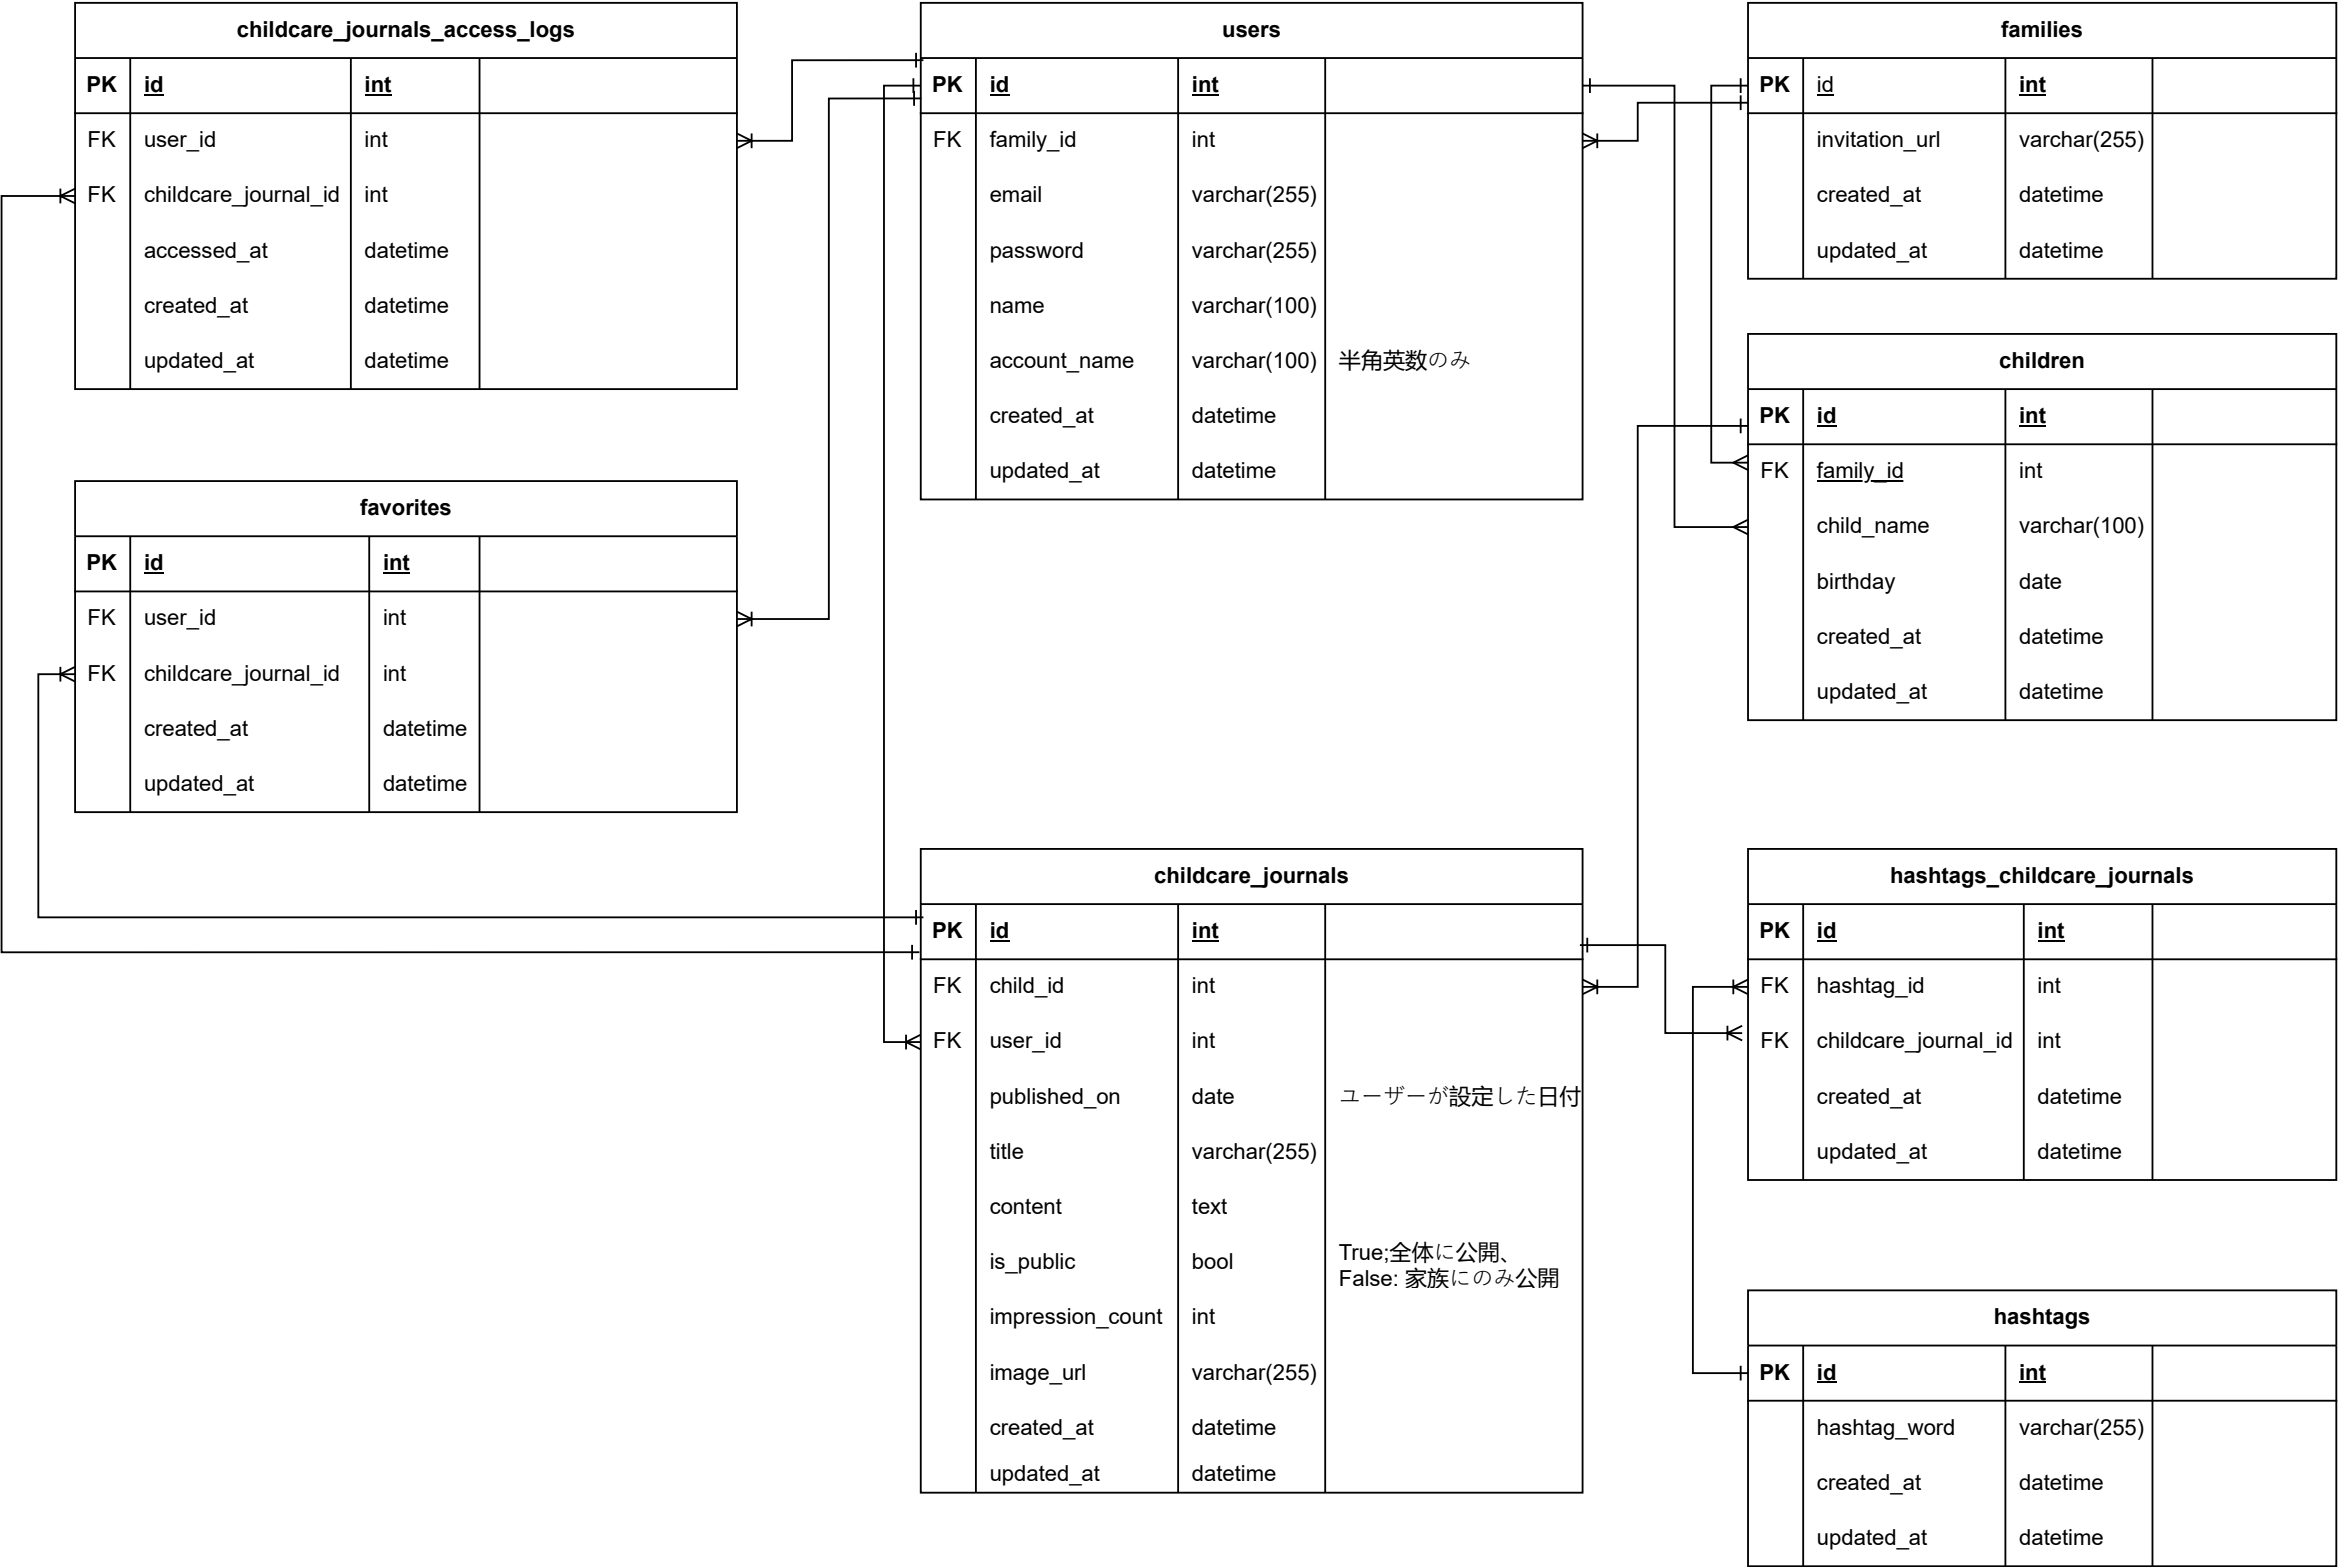 childcare_journals_access_logs
PK id int
FK user_id int
FK childcare_journal_id int
accessed_at datetime
created_at datetime
updated_at datetime
favorites
PK id int
FK user_id int
FK childcare_journal_id int
created_at datetime
updated_at datetime
users
PK id int
FK family_id int
email varchar(255)
password varchar(255)
name varchar(100)
account_name varchar(100) 半角英数のみ
created_at datetime
updated_at datetime
childcare_journals
PK id int
FK child_id int
FK user_id int
published_on date ユーザーが設定した日付
title varchar(255)
content text
is_public bool True;全体に公開、
False: 家族にのみ公開
impression_count int
image_url varchar(255)
created_at datetime
updated_at datetime
families
PK id int
invitation_url varchar(255)
created_at datetime
updated_at datetime
children
PK id int
FK family_id int
child_name varchar(100)
birthday date
created_at datetime
updated_at datetime
hashtags_childcare_journals
PK id int
FK hashtag_id int
FK childcare_journal_id int
created_at datetime
updated_at datetime
hashtags
PK id int
hashtag_word varchar(255)
created_at datetime
updated_at datetime